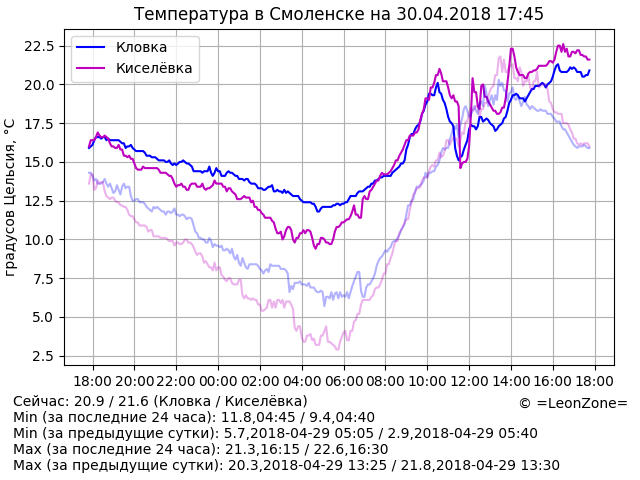 Температура в Смоленске на 30.04.2018 17:45
Кловка
Киселёвка
градусов Цельсия, °C
22.5
20.0
17.5
15.0
12.5
10.0
7.5
5.0
2.5
18:00 20:00 22:00 00:00 02:00 04:00 06:00 08:00 10:00 12:00 14:00 16:00 18:00
Сейчас: 20.9 / 21.6 (Кловка / Киселёвка)
© =LeonZone=
Min (за последние 24 часа): 11.8,04:45 / 9.4,04:40
Min (за предыдущие сутки): 5.7,2018-04-29 05:05 / 2.9,2018-04-29 05:40
Max (за последние 24 часа): 21.3,16:15 / 22.6,16:30
Max (за предыдущие сутки): 20.3,2018-04-29 13:25 / 21.8,2018-04-29 13:30